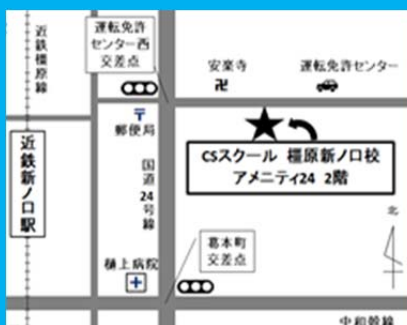 近鉄橿原線
運転免許
センター西
交差点
安楽寺
運転免許センター
卍
〒
郵便局
近鉄新ノ口駅
国道24号線
CSスクール 橿原新ノ口校
アメニティ24 2階
北
葛本町
交差点
樋上病院
中和幹線